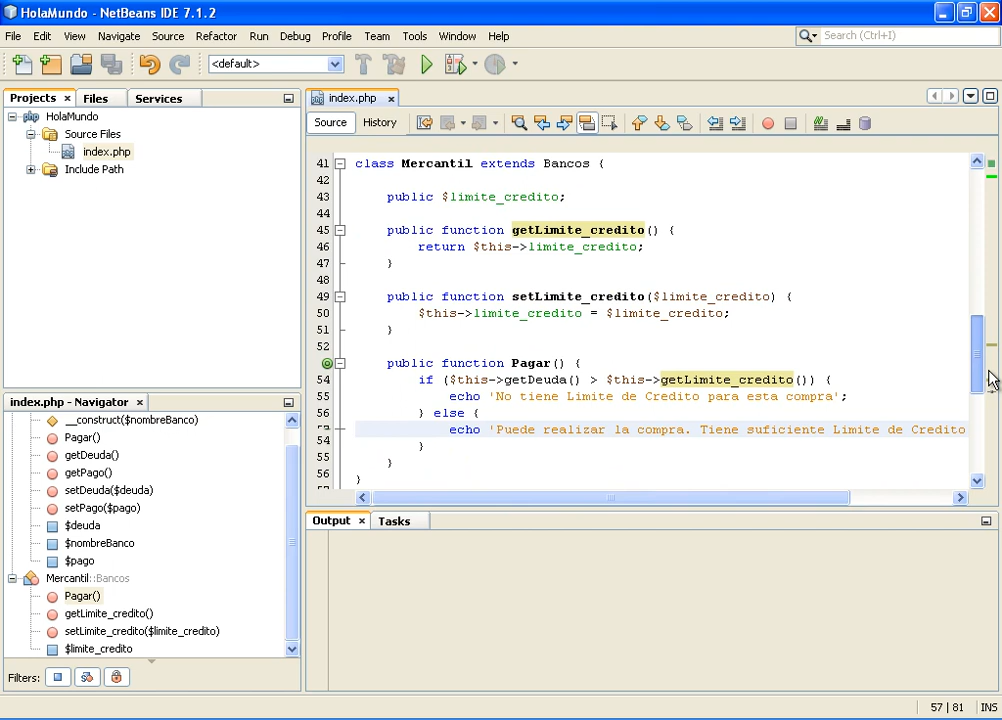 HolaMundo - NetBeans IDE 7.1.2
File Edit View Navigate Source Refactor Run Debug Profile Team Tools Window Help
Search (Ctrl+I)
<default>
Projects Files Services
HolaMundo
Source Files
index.php
Include Path
index.php
Source History
41 class Mercantil extends Bancos {
42
43 public $limite_credito;
44
45 public function getLimite_credito() {
46 return $this->limite_credito;
47 }
48
49 public function setLimite_credito($limite_credito) {
50 $this->limite_credito = $limite_credito;
51 }
52
public function Pagar() {
54 if ($this->getDeuda() > $this->getLimite_credito()) {
55 echo 'No tiene Limite de Credito para esta compra';
56 } else {
echo 'Puede realizar la compra. Tiene suficiente Limite de Credito
54 }
55 }
56 }
index.php - Navigator
__construct($nombreBanco)
Pagar()
getDeuda()
getPago()
setDeuda($deuda)
setPago($pago)
$deuda
$nombreBanco
$pago
Mercantil::Bancos
Pagar()
getLimite_credito()
setLimite_credito($limite_credito)
$limite_credito
Filters:
Output Tasks
57 | 81 INS